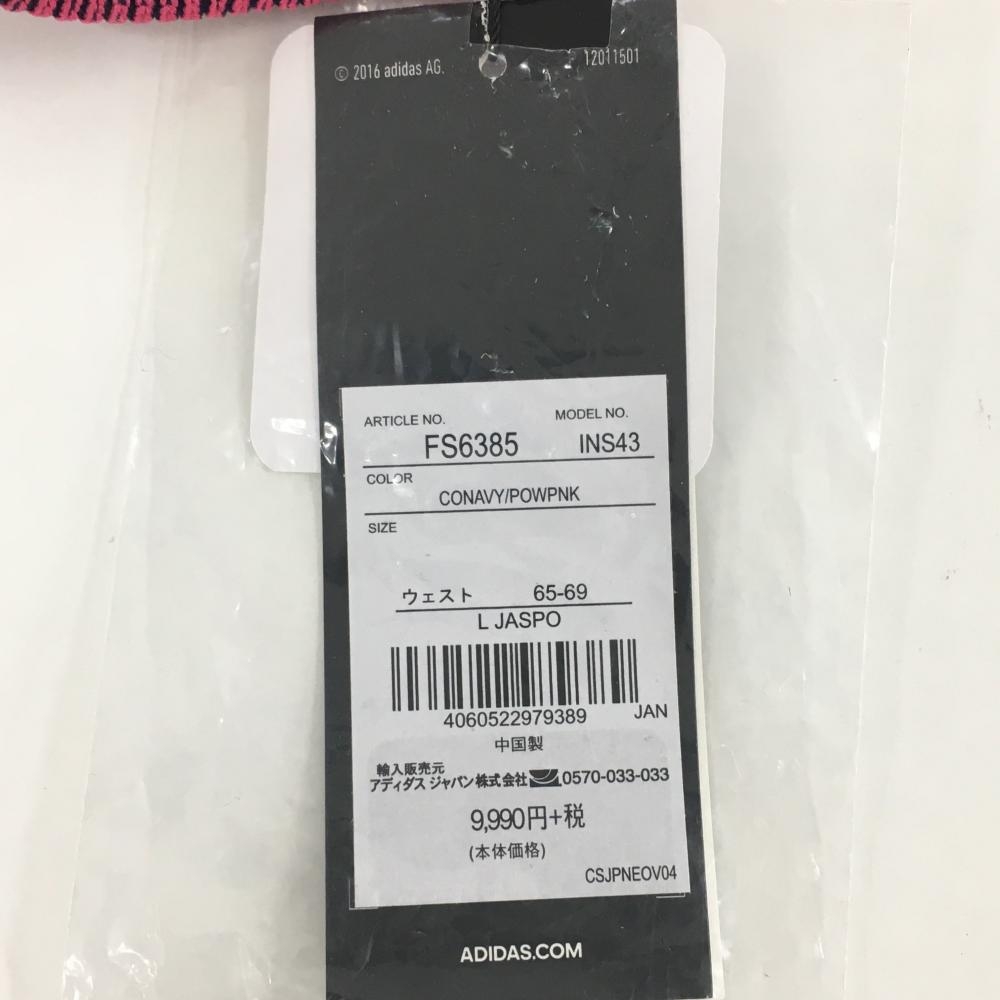 © 2016 adidas AG.
12011501
ARTICLE NO. MODEL NO.
FS6385 INS43
COLOR
CONAVY/POWPNK
SIZE
ウェスト 65-69
L JASPO
4060522979389 JAN
中国製
輸入販売元
アディダス ジャパン株式会社 0570-033-033
9,990円+税
(本体価格)
CSJPNEOV04
ADIDAS.COM